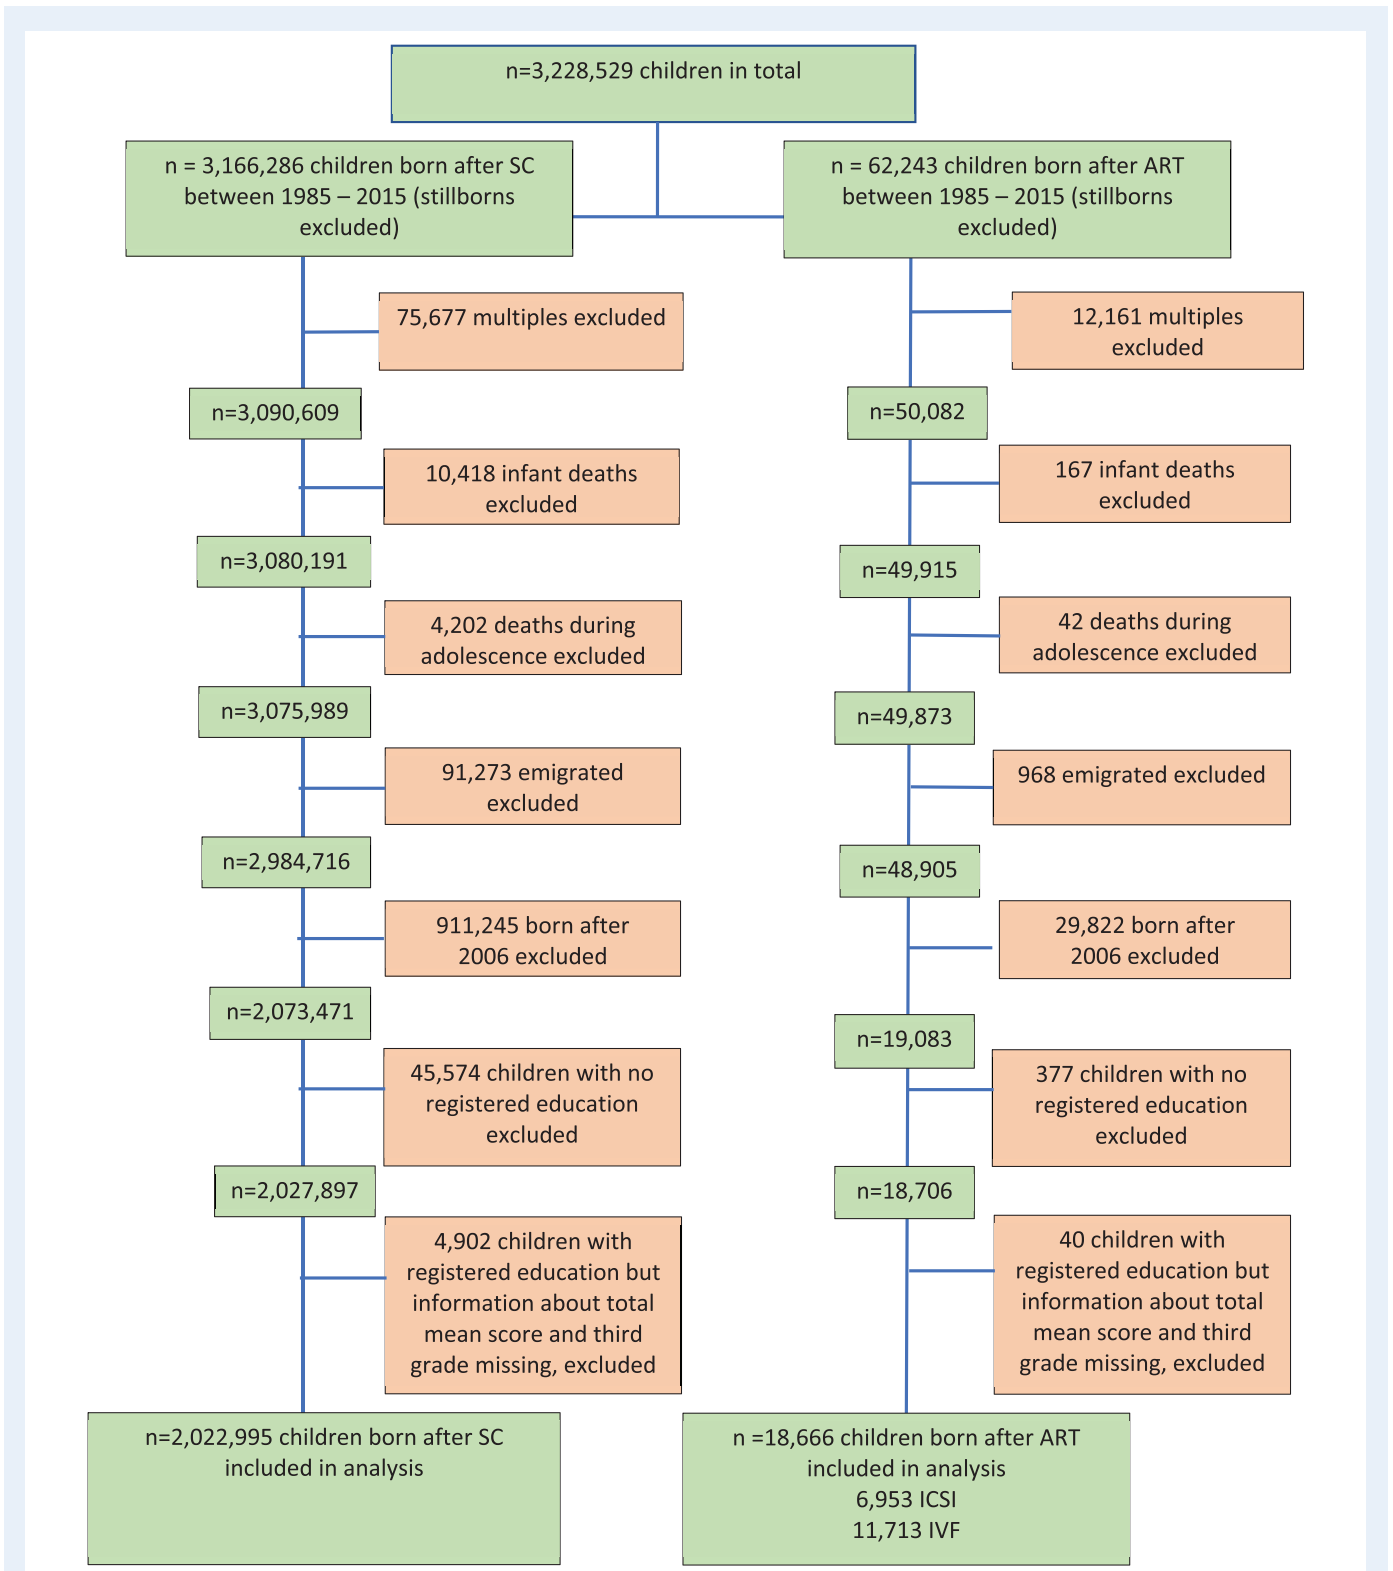 n=3,228,529 children in total
n = 3,166,286 children born after SC
between 1985 – 2015 (stillborns
excluded)
n = 62,243 children born after ART
between 1985 – 2015 (stillborns
excluded)
75,677 multiples excluded
12,161 multiples
excluded
n=3,090,609
n=50,082
10,418 infant deaths
excluded
167 infant deaths
excluded
n=3,080,191
n=49,915
4,202 deaths during
adolescence excluded
42 deaths during
adolescence excluded
n=3,075,989
n=49,873
91,273 emigrated
excluded
968 emigrated excluded
n=2,984,716
n=48,905
911,245 born after
2006 excluded
29,822 born after
2006 excluded
n=2,073,471
n=19,083
45,574 children with no
registered education
excluded
377 children with no
registered education
excluded
n=2,027,897
n=18,706
4,902 children with
registered education but
information about total
mean score and third
grade missing, excluded
40 children with
registered education but
information about total
mean score and third
grade missing, excluded
n=2,022,995 children born after SC
included in analysis
n =18,666 children born after ART
included in analysis
6,953 ICSI
11,713 IVF